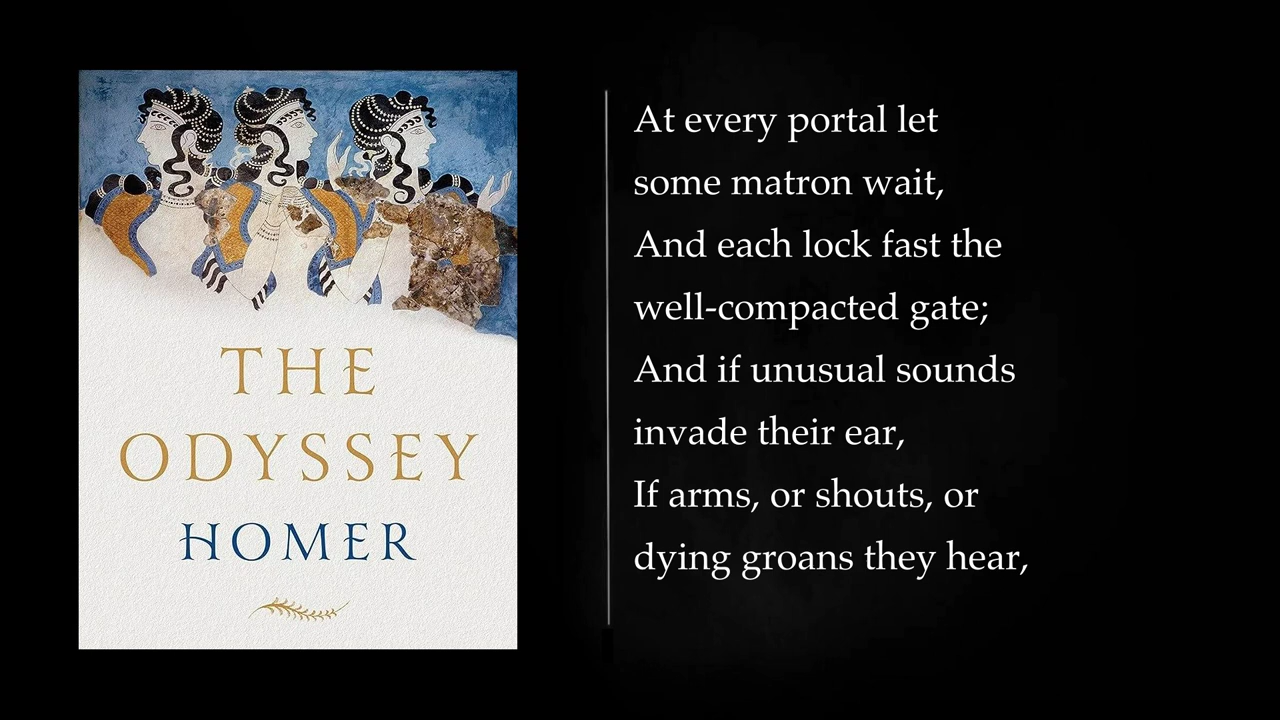 THE
ODYSSEY
HOMER
At every portal let
some matron wait,
And each lock fast the
well-compacted gate;
And if unusual sounds
invade their ear,
If arms, or shouts, or
dying groans they hear,